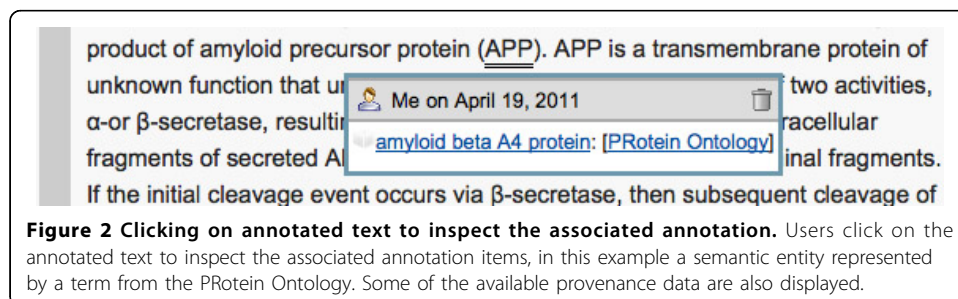 product of amyloid precursor protein (APP). APP is a transmembrane protein of
unknown function that two activities,
Me on April 19, 2011
α-or β-secretase, racellular
amyloid beta A4 protein: [PRotein Ontology]
fragments of secreted inal fragments.
If the initial cleavage event occurs via β-secretase, then subsequent cleavage of
Figure 2 Clicking on annotated text to inspect the associated annotation. Users click on the
annotated text to inspect the associated annotation items, in this example a semantic entity represented
by a term from the PRotein Ontology. Some of the available provenance data are also displayed.